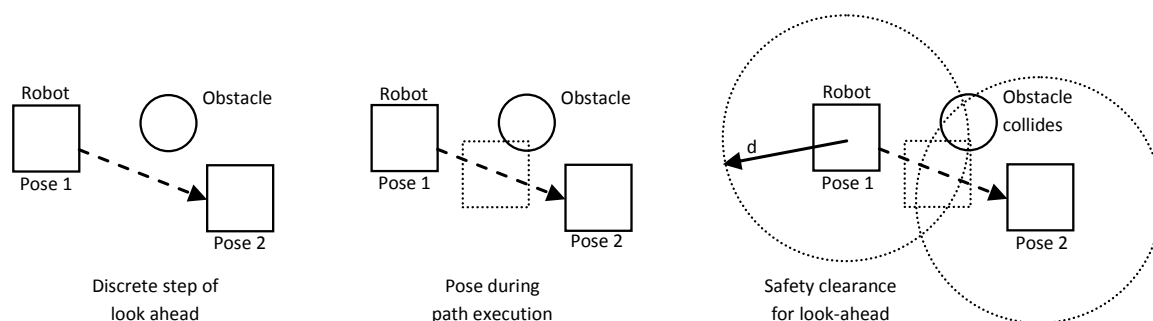 Robot
Obstacle
Pose 1
Pose 2
Discrete step of
look ahead
Robot
Obstacle
Pose 1
Pose 2
Pose during
path execution
Robot
Obstacle
collides
d
Pose 1
Pose 2
Safety clearance
for look-ahead